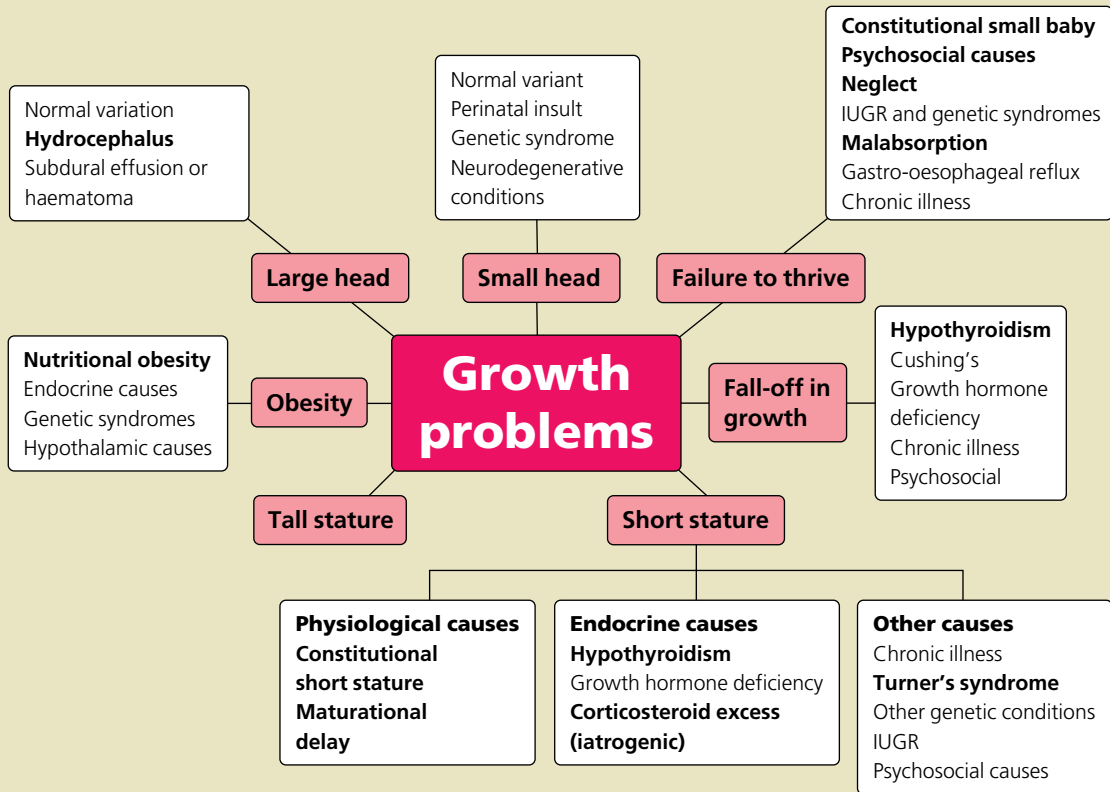 Constitutional small baby
Psychosocial causes
Neglect
IUGR and genetic syndromes
Malabsorption
Gastro-oesophageal reflux
Chronic illness
Normal variant
Perinatal insult
Genetic syndrome
Neurodegenerative
conditions
Normal variation
Hydrocephalus
Subdural effusion or
haematoma
Large head
Small head
Failure to thrive
Nutritional obesity
Endocrine causes
Genetic syndromes
Hypothalamic causes
Obesity
Growth
problems
Fall-off in
growth
Hypothyroidism
Cushing's
Growth hormone
deficiency
Chronic illness
Psychosocial
Tall stature
Short stature
Physiological causes
Constitutional
short stature
Maturational
delay
Endocrine causes
Hypothyroidism
Growth hormone deficiency
Corticosteroid excess
(iatrogenic)
Other causes
Chronic illness
Turner's syndrome
Other genetic conditions
IUGR
Psychosocial causes